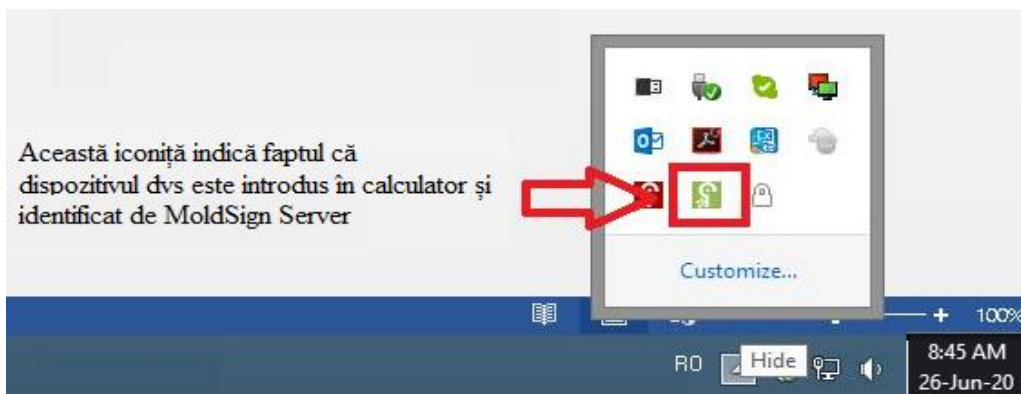 Această iconiță indică faptul că
dispozitivul dvs este introdus în calculator și
identificat de MoldSign Server
Customize...
100%
RO
Hide
8:45 AM
26-Jun-20